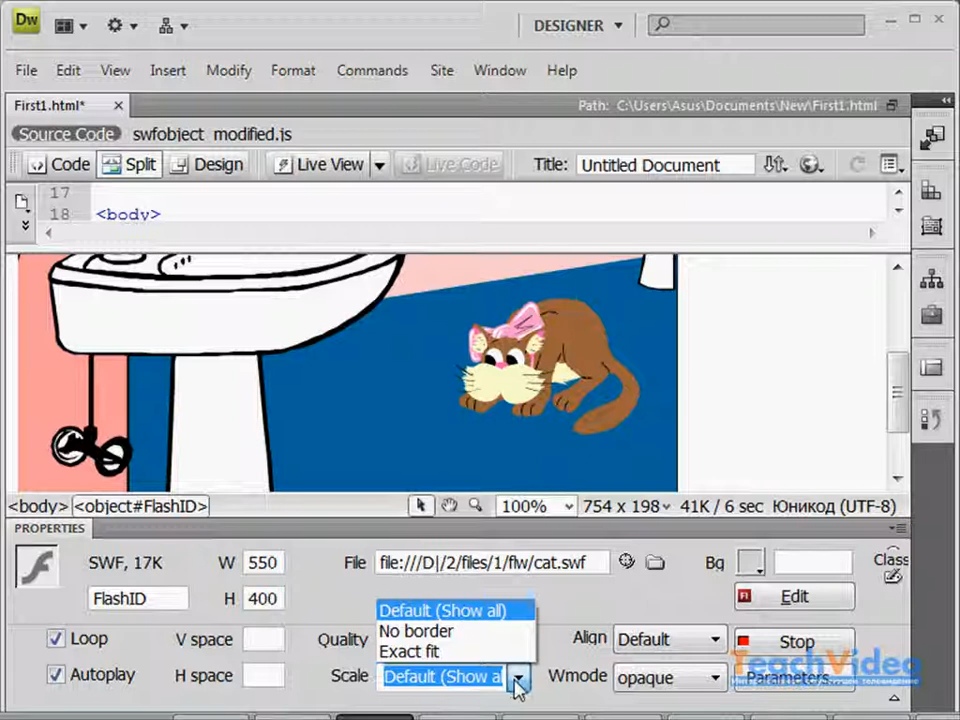 Dw DESIGNER
File Edit View Insert Modify Format Commands Site Window Help
First1.html* Path: C:\Users\Asus\Documents\New\First1.html
Source Code swfobject_modified.js
Code Split Design Live View Live Code Title: Untitled Document
17
18 <body>
<body> <object#FlashID> 100% 754 x 198 41K / 6 sec Юникод (UTF-8)
PROPERTIES
SWF, 17K W 550 File file:///D|/2/files/1/flw/cat.swf Bg Class
FlashID H 400 Default (Show all) Edit
No border
Loop V space Quality Exact fit Align Default Stop
Autoplay H space Scale Default (Show al Wmode opaque Parameters...
TeachVideo